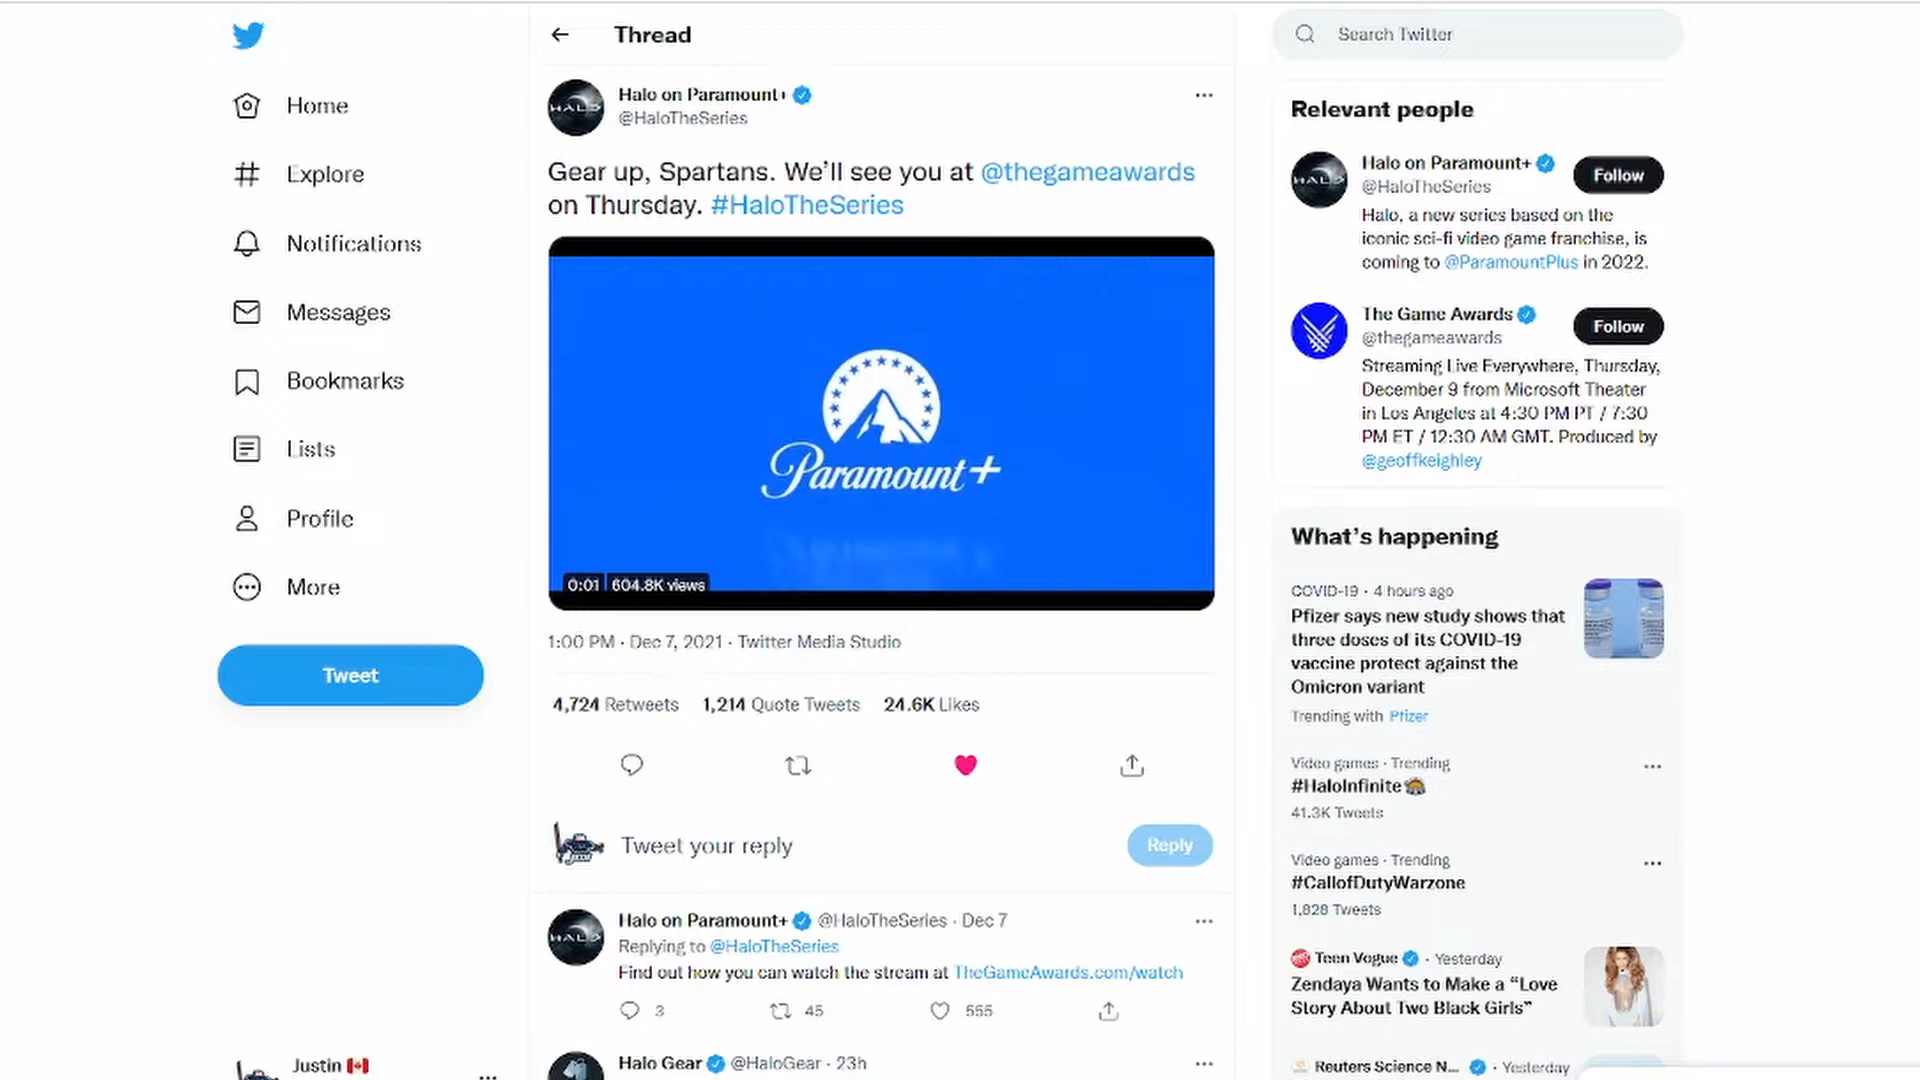 Home
Explore
Notifications
Messages
Bookmarks
Lists
Profile
More
Tweet
Justin
Thread
Halo on Paramount+
@HaloTheSeries
Gear up, Spartans. We'll see you at @thegameawards
on Thursday. #HaloTheSeries
HALO
Paramount+
0:01 604.8K views
1:00 PM · Dec 7, 2021 · Twitter Media Studio
4,724 Retweets 1,214 Quote Tweets 24.6K Likes
Tweet your reply
Reply
Halo on Paramount+ @HaloTheSeries · Dec 7
HALO
Replying to @HaloTheSeries
Find out how you can watch the stream at TheGameAwards.com/watch
3 45 555
Halo Gear @HaloGear · 23h
Search Twitter
Relevant people
Halo on Paramount+
HALO
Follow
@HaloTheSeries
Halo, a new series based on the
iconic sci-fi video game franchise, is
coming to @ParamountPlus in 2022.
The Game Awards
Follow
@thegameawards
Streaming Live Everywhere, Thursday,
December 9 from Microsoft Theater
in Los Angeles at 4:30 PM PT / 7:30
PM ET / 12:30 AM GMT. Produced by
@geoffkeighley
What's happening
COVID-19 · 4 hours ago
Pfizer says new study shows that
three doses of its COVID-19
vaccine protect against the
Omicron variant
Trending with Pfizer
Video games · Trending
#HaloInfinite
41.3K Tweets
Video games · Trending
#CallofDutyWarzone
1,828 Tweets
Teen Vogue · Yesterday
Zendaya Wants to Make a "Love
Story About Two Black Girls"
Reuters Science N... · Yesterday